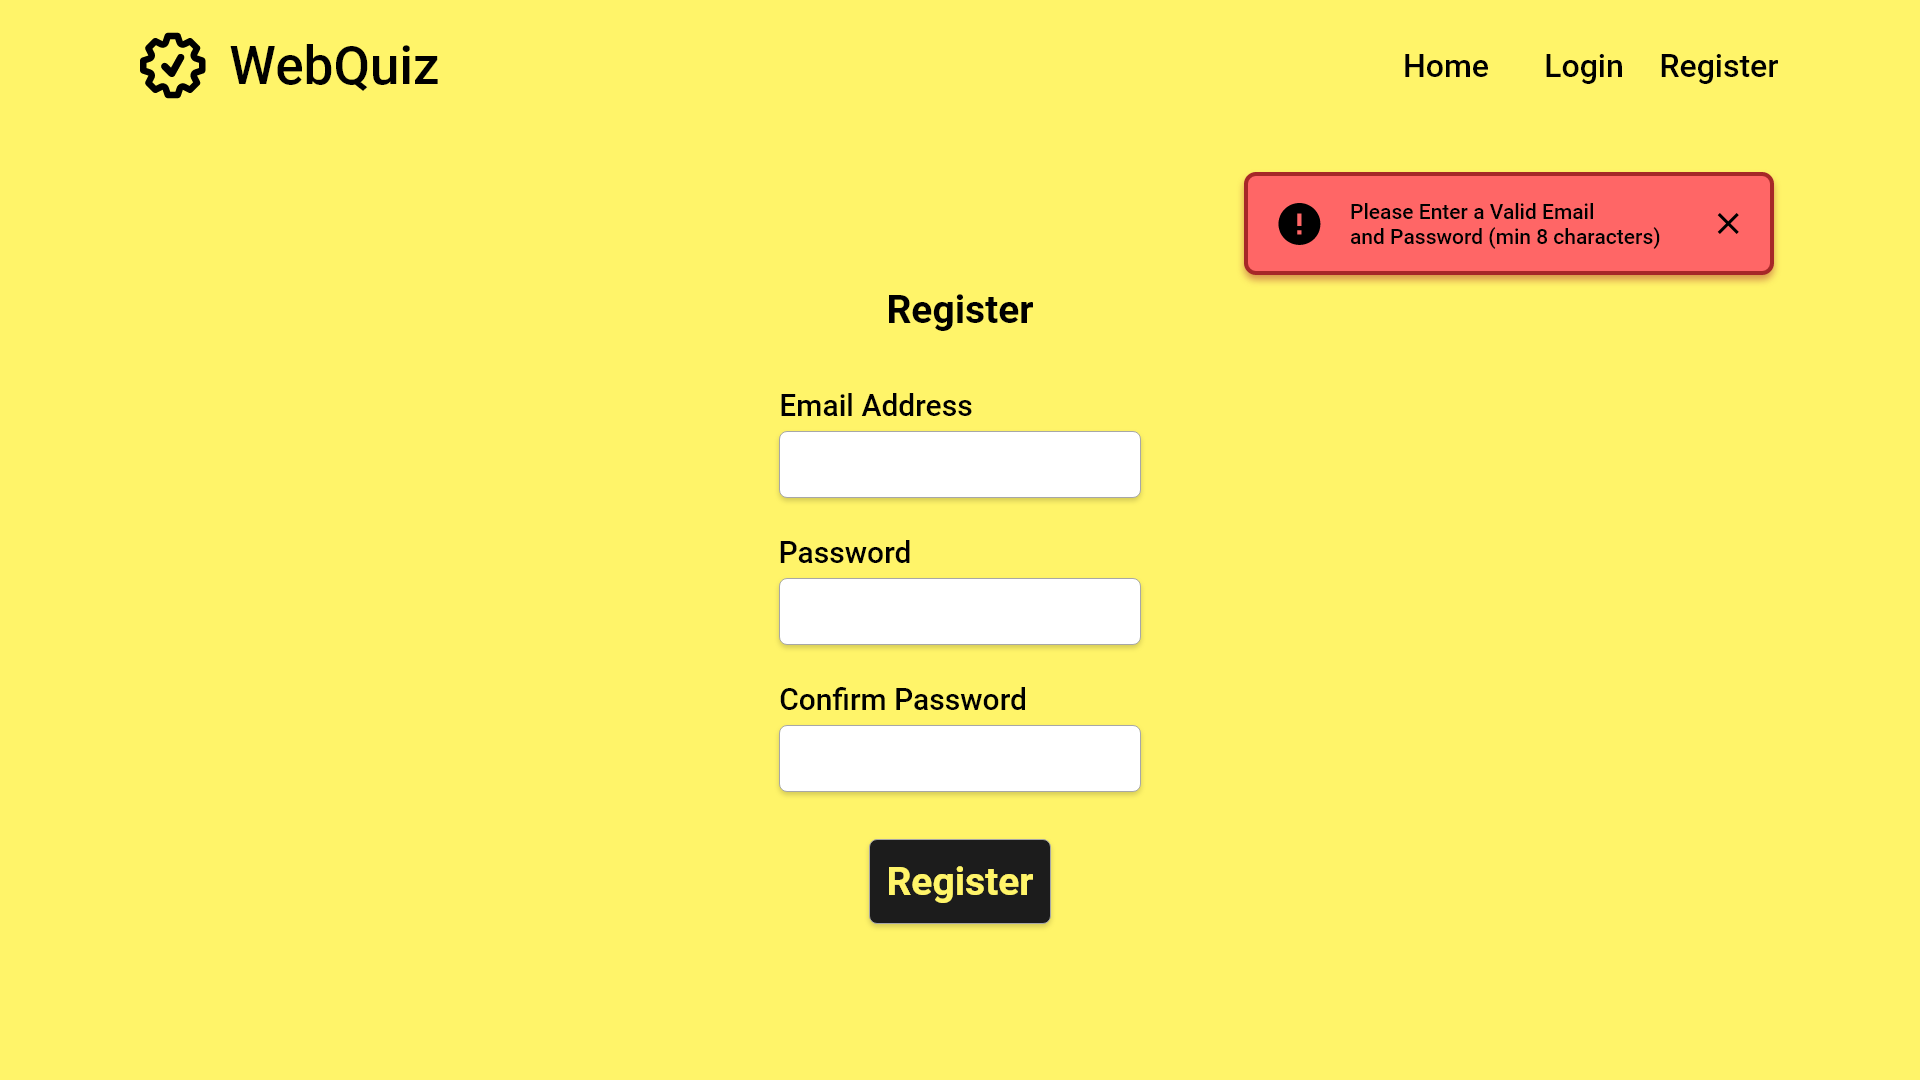 WebQuiz
Home
Login
Register
Please Enter a Valid Email
and Password (min 8 characters)
Register
Email Address
Password
Confirm Password
Register